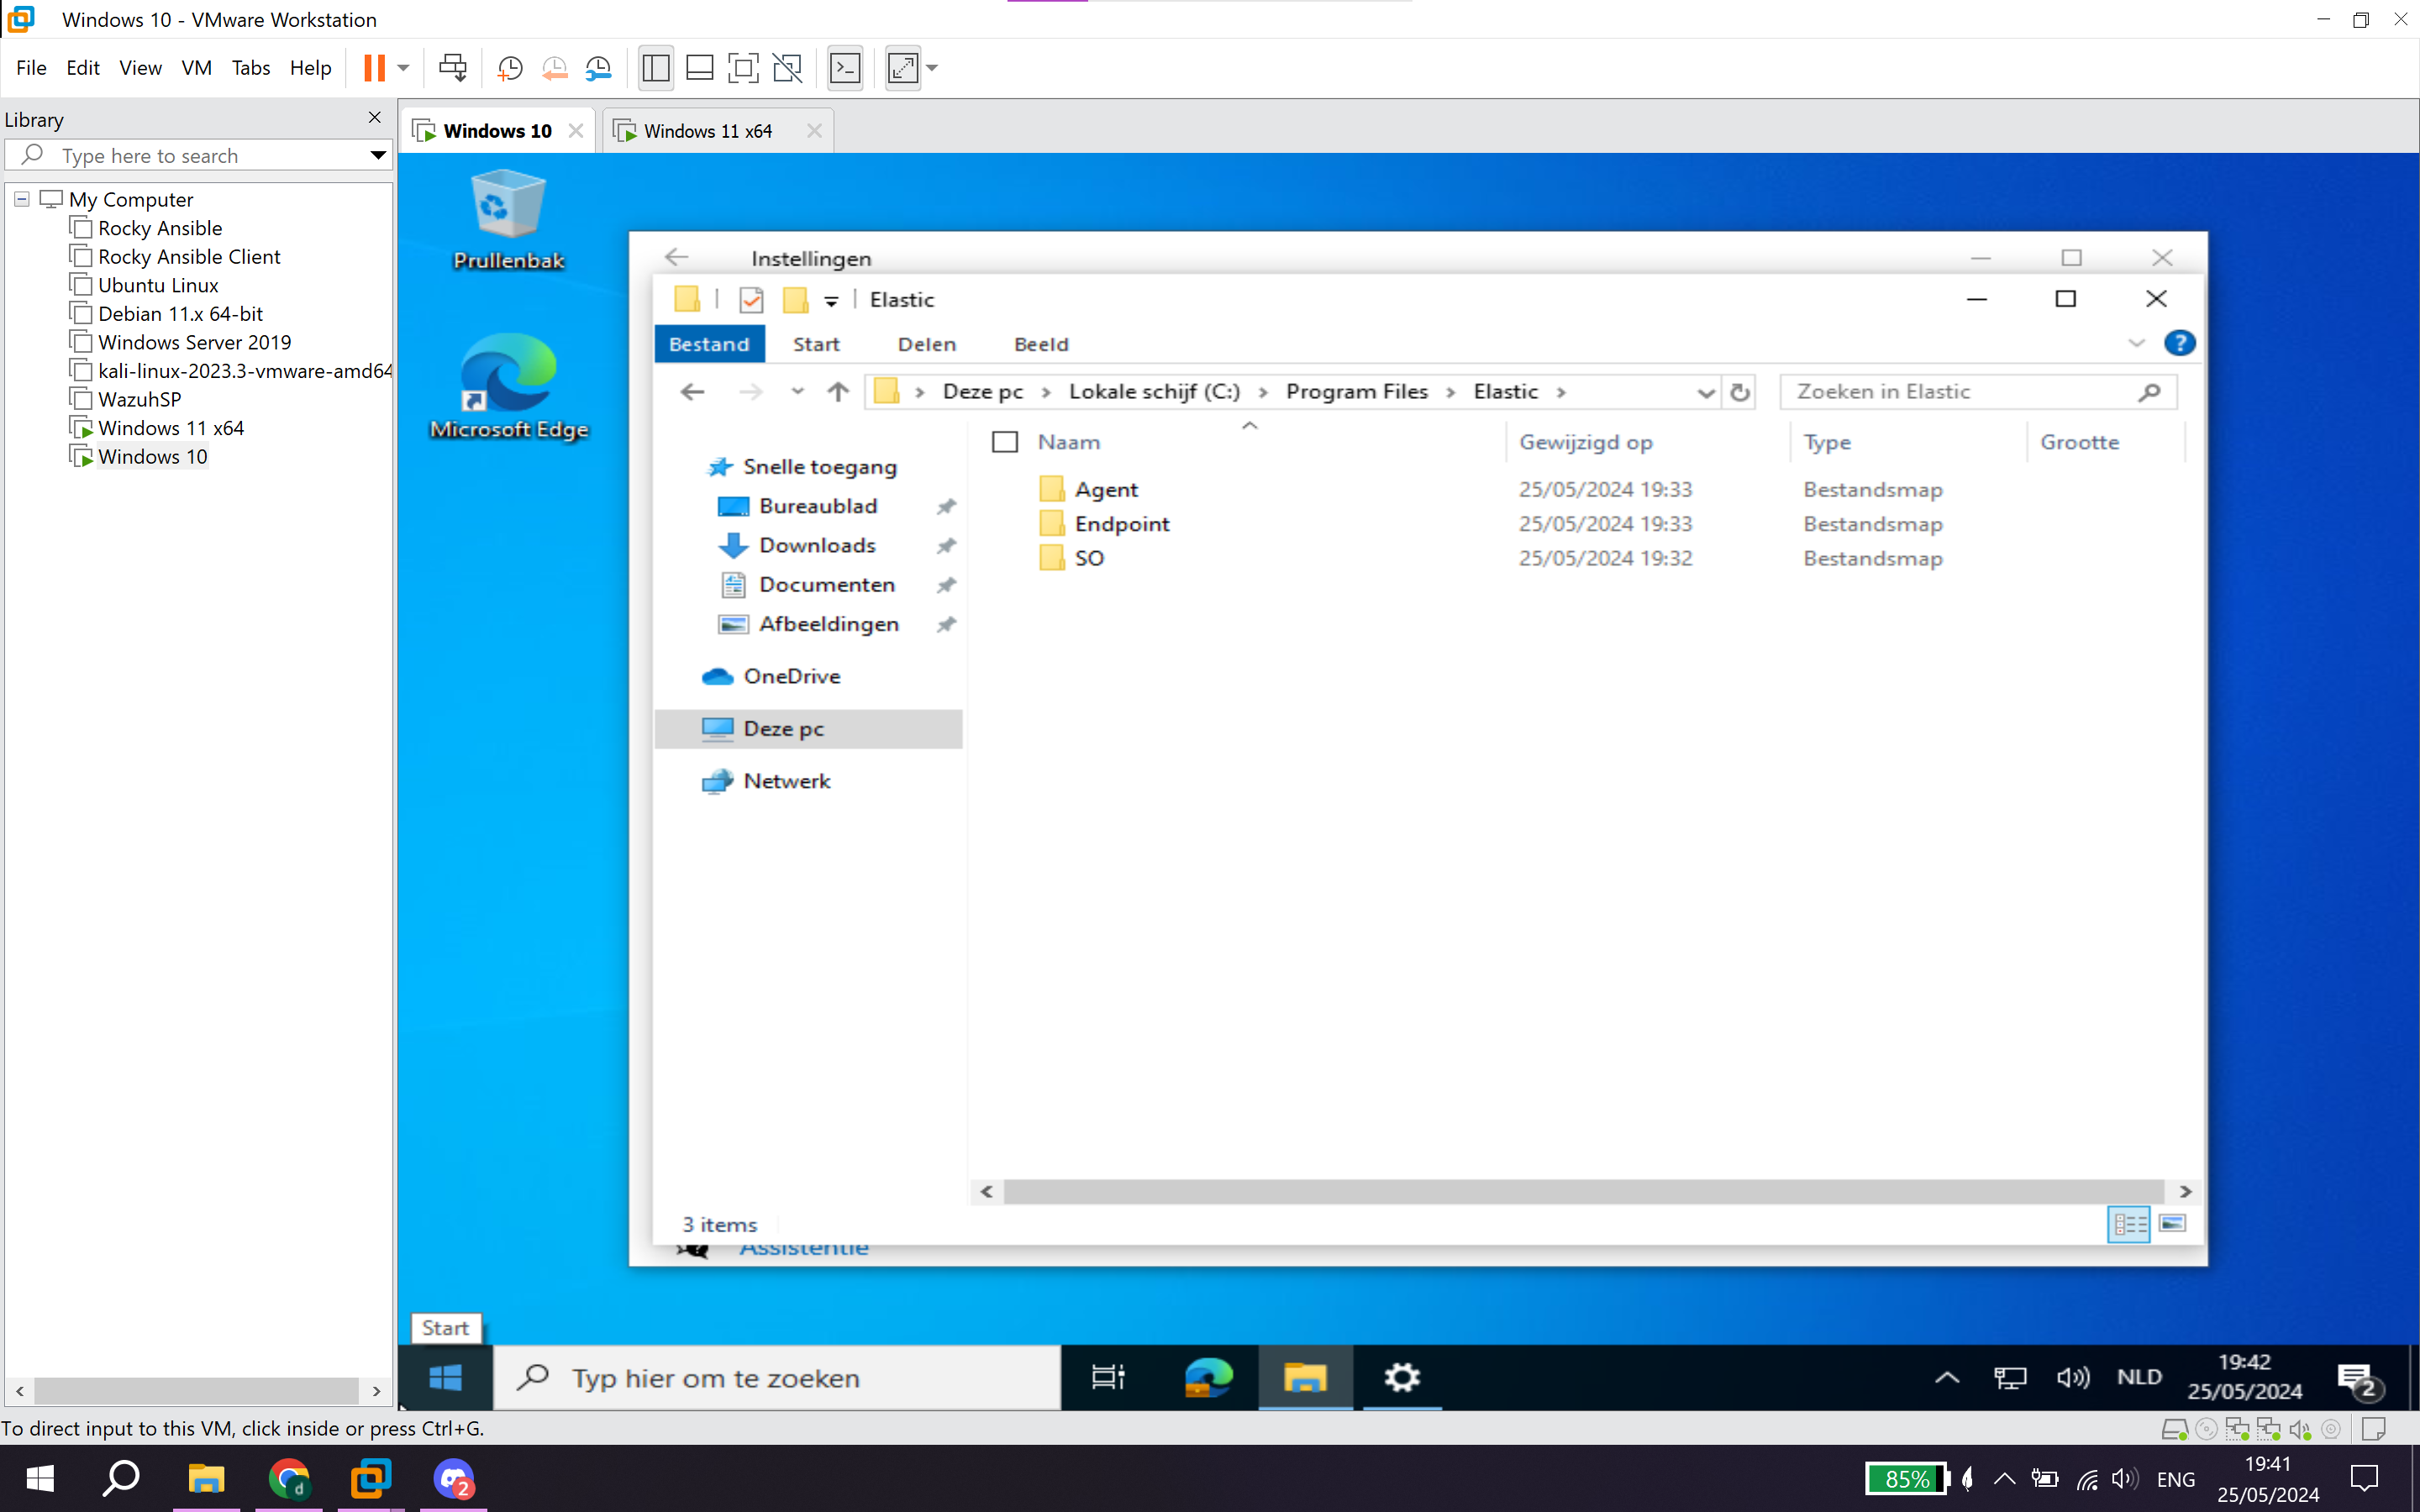 Windows 10 - VMware Workstation
File Edit View VM Tabs Help
Library
Type here to search
My Computer
Rocky Ansible
Rocky Ansible Client
Ubuntu Linux
Debian 11.x 64-bit
Windows Server 2019
kali-linux-2023.3-vmware-amd64
WazuhSP
Windows 11 x64
Windows 10
Windows 10
Windows 11 x64
Prullenbak
Microsoft Edge
Instellingen
Elastic
Bestand Start Delen Beeld
Deze pc Lokale schijf (C:) Program Files Elastic
Zoeken in Elastic
Snelle toegang
Bureaublad
Downloads
Documenten
Afbeeldingen
OneDrive
Deze pc
Netwerk
Naam Gewijzigd op Type Grootte
Agent 25/05/2024 19:33 Bestandsmap
Endpoint 25/05/2024 19:33 Bestandsmap
SO 25/05/2024 19:32 Bestandsmap
3 items
Assistentie
Start
Typ hier om te zoeken
NLD
19:42
25/05/2024
2
To direct input to this VM, click inside or press Ctrl+G.
d
2
85%
ENG
19:41
25/05/2024